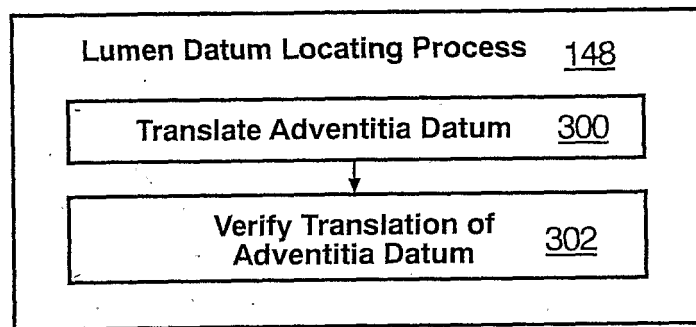 Lumen Datum Locating Process 148
Translate Adventitia Datum 300
Verify Translation of
Adventitia Datum 302